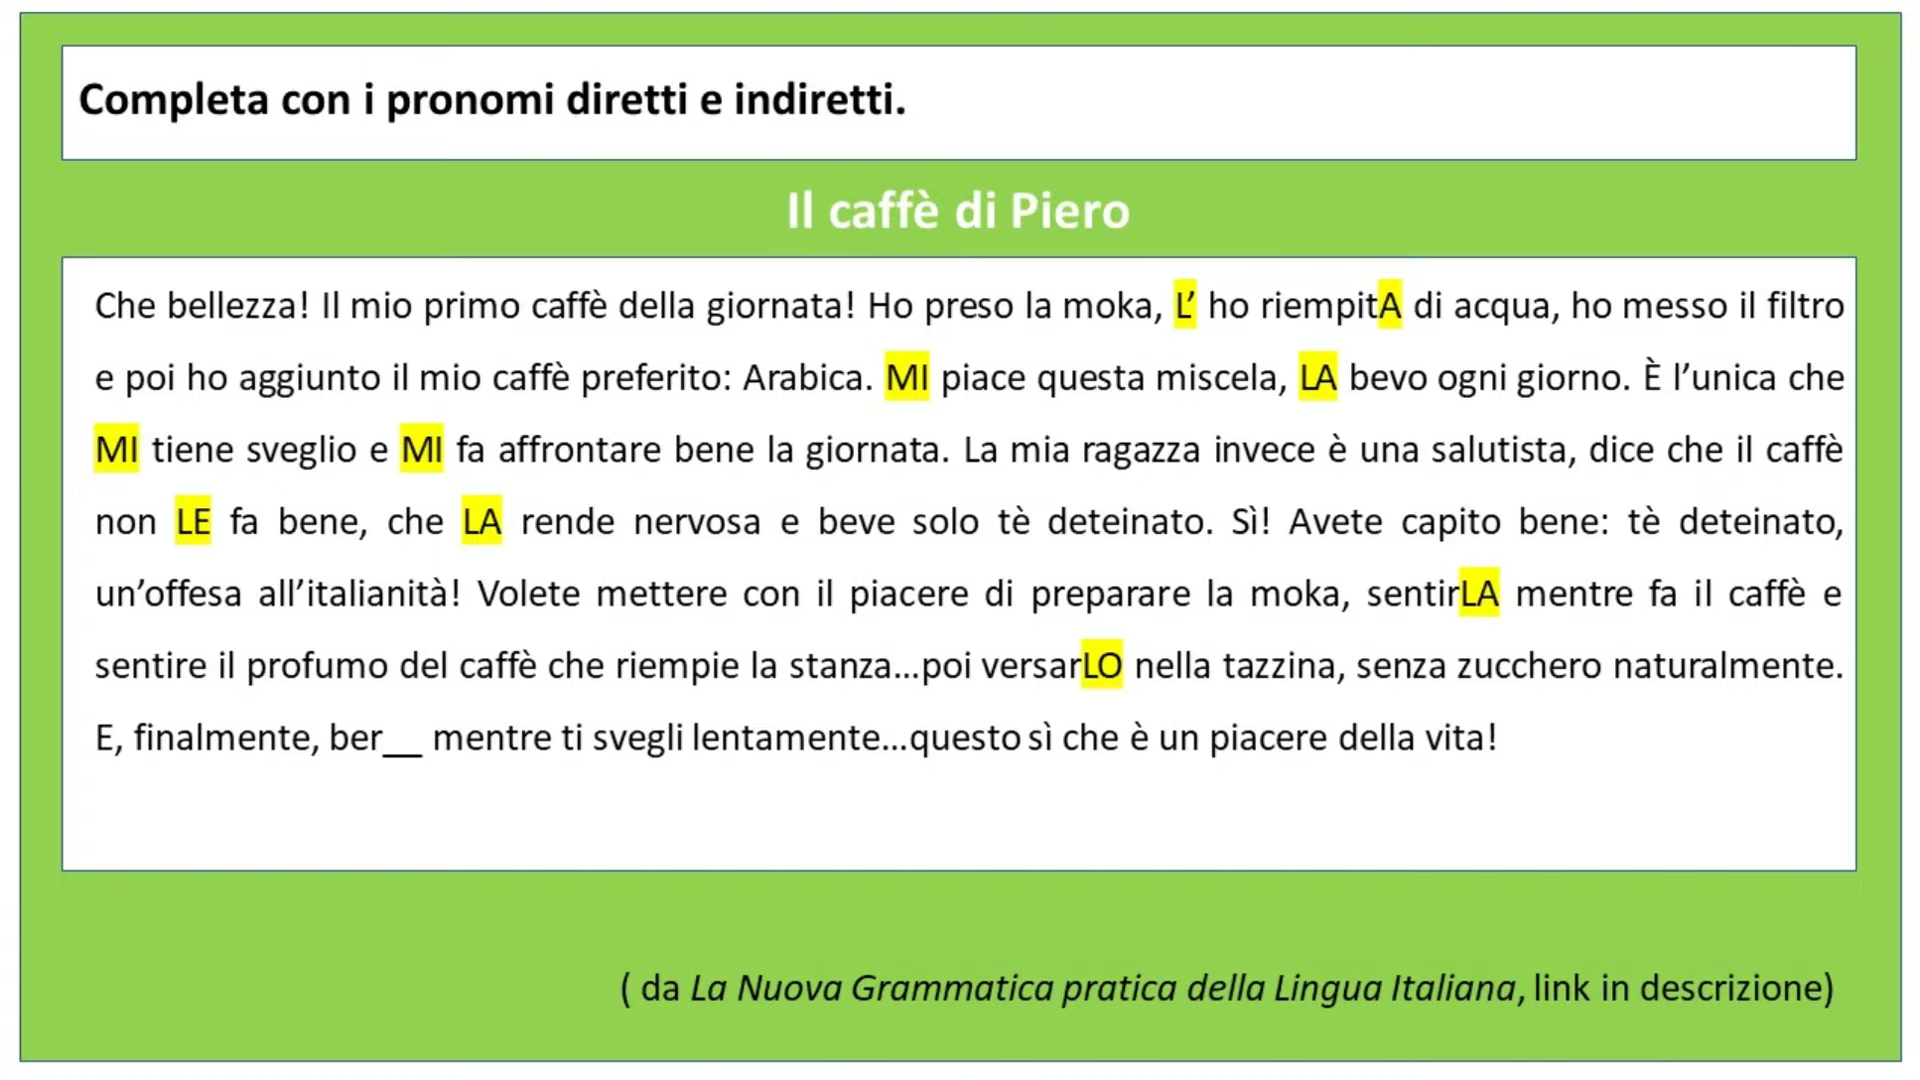 Completa con i pronomi diretti e indiretti.
Il caffè di Piero
Che bellezza! Il mio primo caffè della giornata! Ho preso la moka, L’ ho riempitA di acqua, ho messo il filtro
e poi ho aggiunto il mio caffè preferito: Arabica. MI piace questa miscela, LA bevo ogni giorno. È l’unica che
MI tiene sveglio e MI fa affrontare bene la giornata. La mia ragazza invece è una salutista, dice che il caffè
non LE fa bene, che LA rende nervosa e beve solo tè deteinato. Sì! Avete capito bene: tè deteinato,
un’offesa all’italianità! Volete mettere con il piacere di preparare la moka, sentirLA mentre fa il caffè e
sentire il profumo del caffè che riempie la stanza...poi versarLO nella tazzina, senza zucchero naturalmente.
E, finalmente, ber__ mentre ti svegli lentamente...questo sì che è un piacere della vita!
( da La Nuova Grammatica pratica della Lingua Italiana, link in descrizione)